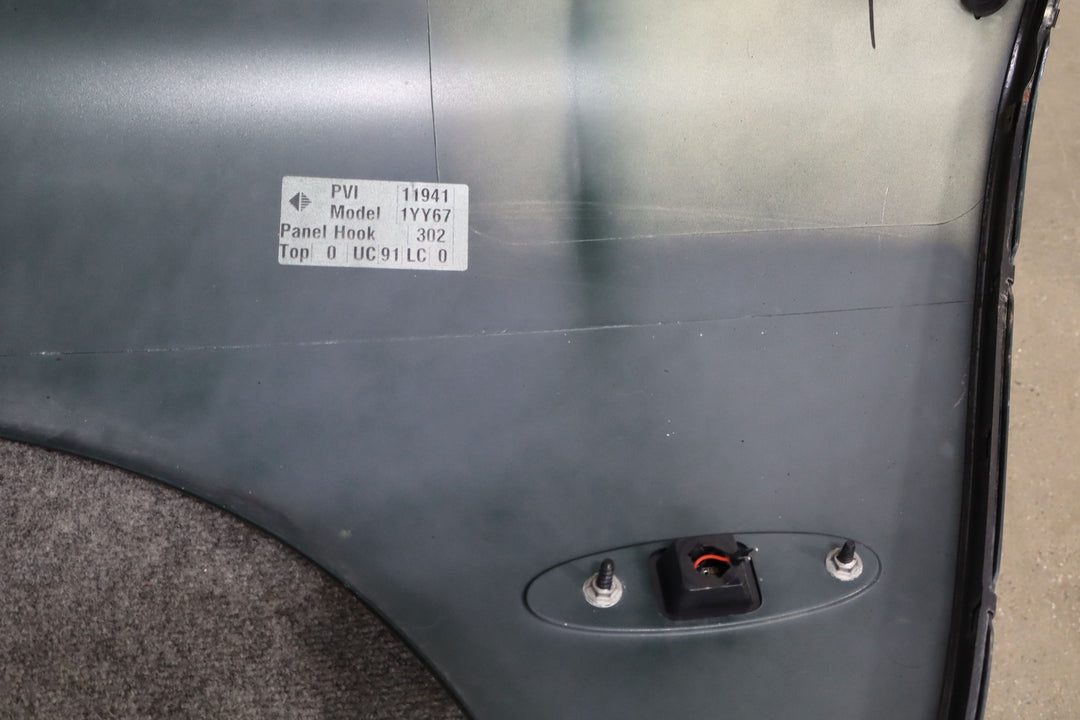 PVI 11941
Model 1YY67
Panel Hook 302
Top 0 UC 91 LC 0